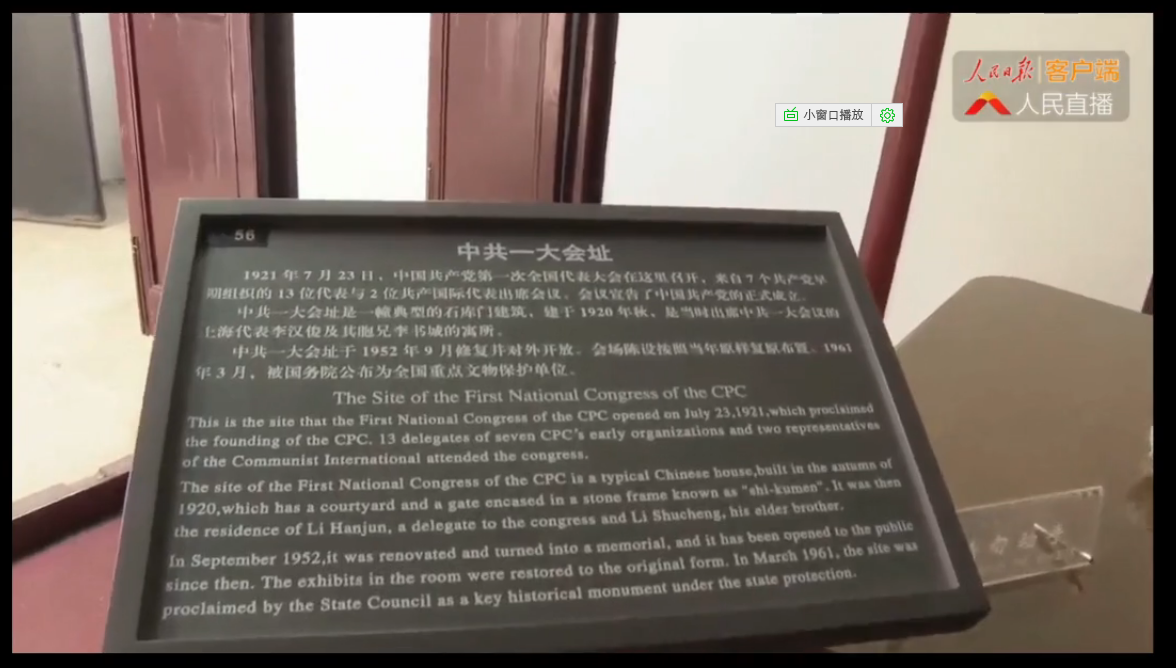 人民日报 客户端
人民直播
小窗口播放
56
中共一大会址
1921 年 7 月 23 日，中国共产党第一次全国代表大会在这里召开，来自 7 个共产党早
期组织的 13 位代表与 2 位共产国际代表出席会议。会议宣告了中国共产党的正式成立。
中共一大会址是一幢典型的石库门建筑，建于 1920 年秋，是当时出席中共一大会议的
上海代表李汉俊及其胞兄李书城的寓所。
中共一大会址于 1952 年 9 月修复并对外开放。会场陈设按照当年原样复原布置。1961
年 3 月，被国务院公布为全国重点文物保护单位。
The Site of the First National Congress of the CPC
This is the site that the First National Congress of the CPC opened on July 23,1921,which proclaimed
the founding of the CPC. 13 delegates of seven CPC's early organizations and two representatives
of the Communist International attended the congress.
The site of the First National Congress of the CPC is a typical Chinese house,built in the autumn of
1920,which has a courtyard and a gate encased in a stone frame known as "shi-kumen". It was then
the residence of Li Hanjun, a delegate to the congress and Li Shucheng, his elder brother.
In September 1952,it was renovated and turned into a memorial, and it has been opened to the public
since then. The exhibits in the room were restored to the original form. In March 1961, the site was
proclaimed by the State Council as a key historical monument under the state protection.